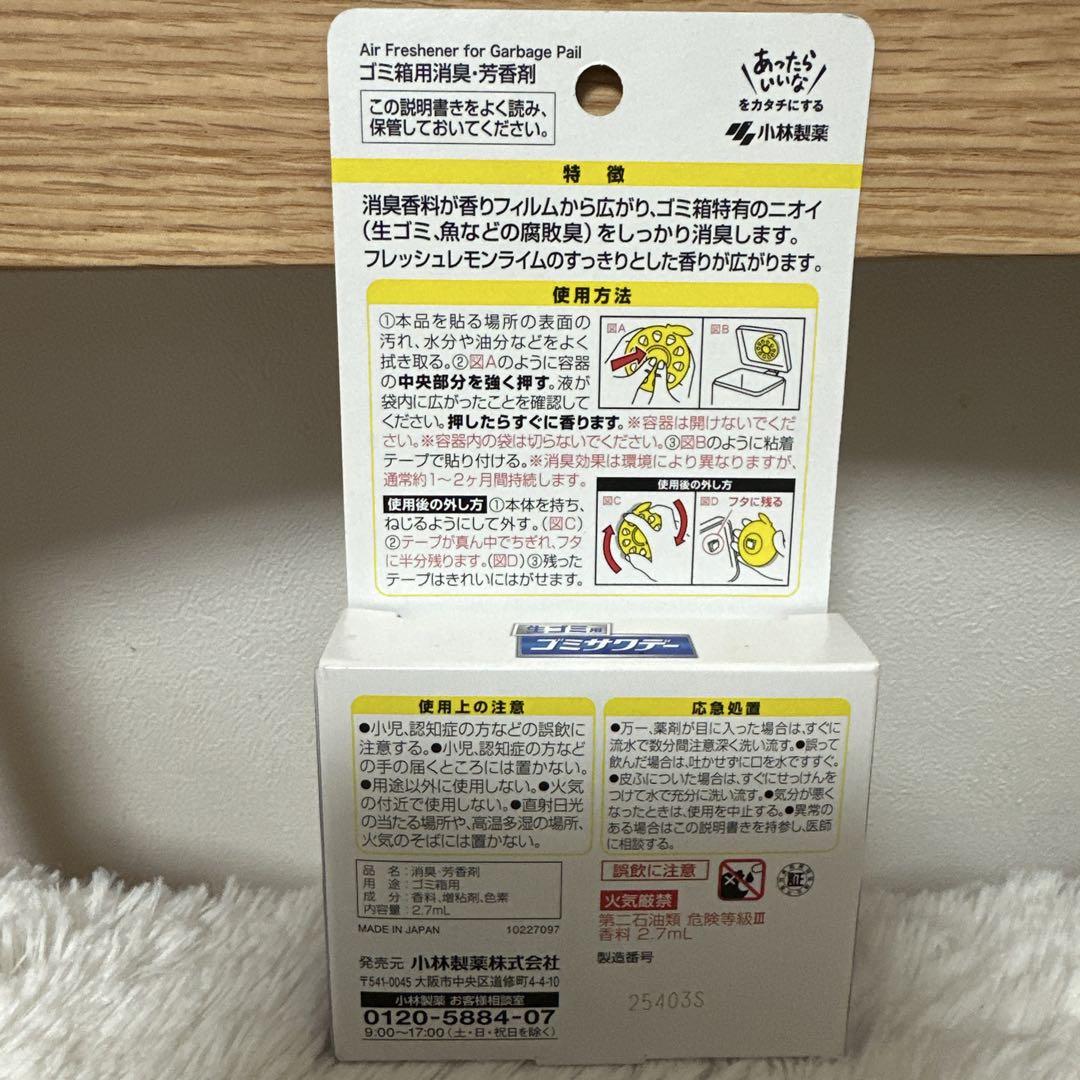 Air Freshener for Garbage Pail
ゴミ箱用消臭・芳香剤
この説明書きをよく読み、
保管しておいてください。
あったら
いいな
をカタチにする
小林製薬
特 徴
消臭香料が香りフィルムから広がり、ゴミ箱特有のニオイ
(生ゴミ、魚などの腐敗臭)をしっかり消臭します。
フレッシュレモンライムのすっきりとした香りが広がります。
使用方法
①本品を貼る場所の表面の
汚れ、水分や油分などをよく
拭き取る。②図Aのように容器
の中央部分を強く押す。液が
袋内に広がったことを確認して
ください。押したらすぐに香ります。※容器は開けないでくだ
さい。※容器内の袋は切らないでください。③図Bのように粘着
テープで貼り付ける。※消臭効果は環境により異なりますが、
通常約1~2ヶ月間持続します。
図A
図B
使用後の外し方 ①本体を持ち、
ねじるようにして外す。(図C)
②テープが真ん中でちぎれ、フタ
に半分残ります。(図D)③残った
テープはきれいにはがせます。
使用後の外し方
図C
図D フタに残る
生ゴミ用
ゴミサワデー
使用上の注意
●小児、認知症の方などの誤飲に
注意する。●小児、認知症の方など
の手の届くところには置かない。
●用途以外に使用しない。●火気
の付近で使用しない。●直射日光
の当たる場所や、高温多湿の場所、
火気のそばには置かない。
応急処置
●万一、薬剤が目に入った場合は、すぐに
流水で数分間注意深く洗い流す。●誤って
飲んだ場合は、吐かせずに口を水ですすぐ。
●皮ふについた場合は、すぐにせっけんを
つけて水で充分に洗い流す。●気分が悪く
なったときは、使用を中止する。●異常の
ある場合はこの説明書きを持参し、医師
に相談する。
品 名:消臭・芳香剤
用 途:ゴミ箱用
成 分:香料、増粘剤、色素
内容量:2.7mL
MADE IN JAPAN 10227097
発売元 小林製薬株式会社
〒541-0045 大阪市中央区道修町4-4-10
小林製薬 お客様相談室
0120-5884-07
9:00~17:00(土・日・祝日を除く)
誤飲に注意
証
火気厳禁
第二石油類 危険等級Ⅲ
香料 2.7mL
製造番号
25403S